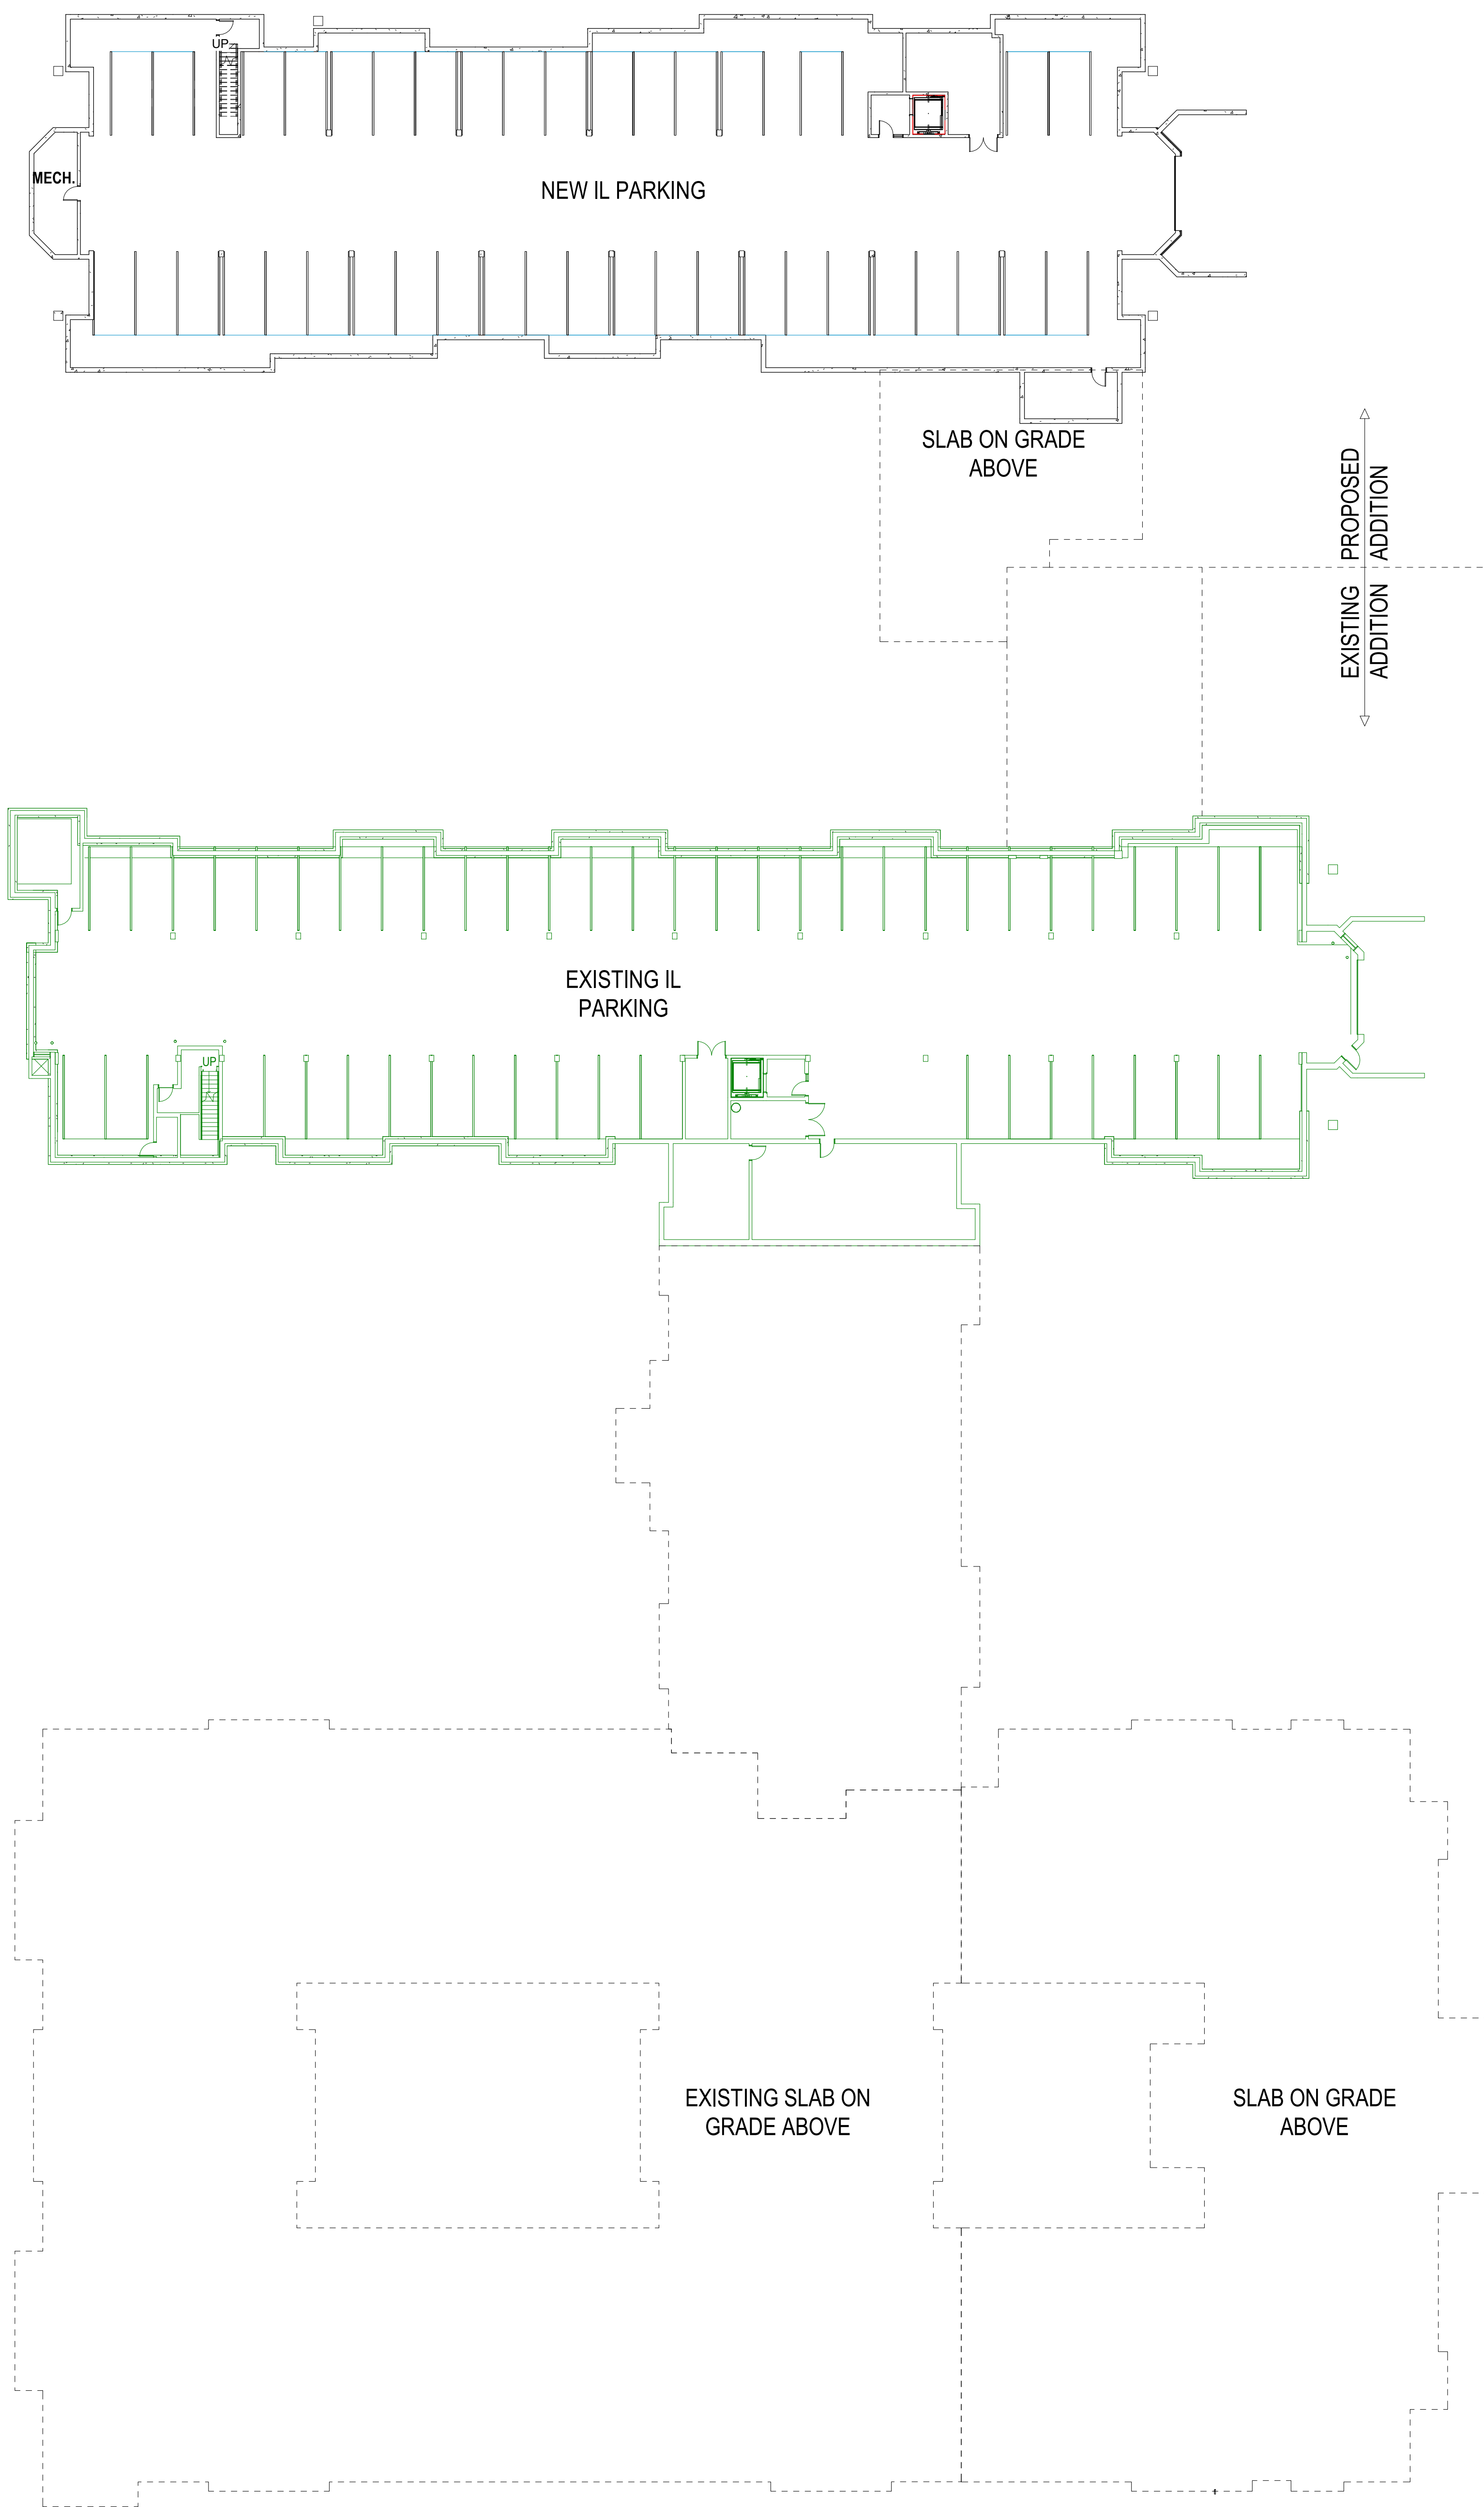 UP
MECH.
NEW IL PARKING
SLAB ON GRADE
ABOVE
PROPOSED
ADDITION
EXISTING
ADDITION
EXISTING IL
PARKING
UP
EXISTING SLAB ON
GRADE ABOVE
SLAB ON GRADE
ABOVE